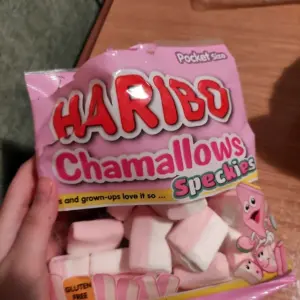 Pocket Size
HARIBO
Chamallows
Speckies
s and grown-ups love it so ...
GLUTEN
FREE